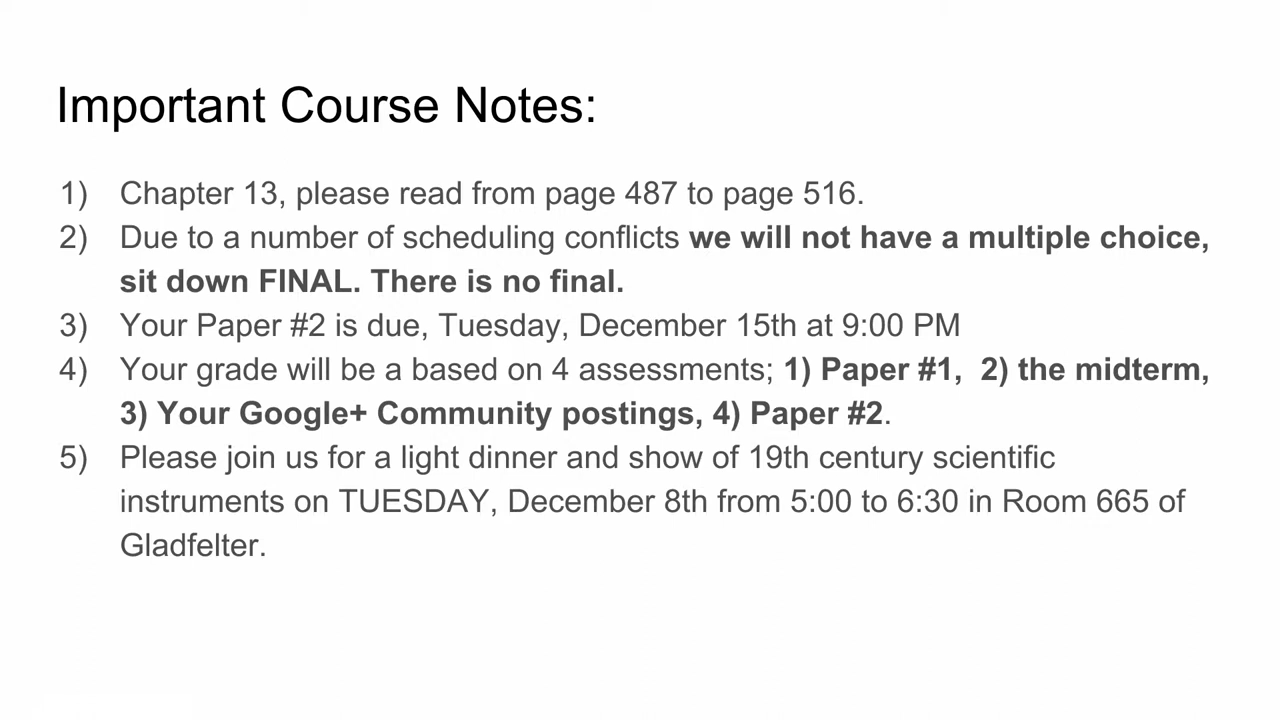 Important Course Notes:
1) Chapter 13, please read from page 487 to page 516.
2) Due to a number of scheduling conflicts we will not have a multiple choice,
sit down FINAL. There is no final.
3) Your Paper #2 is due, Tuesday, December 15th at 9:00 PM
4) Your grade will be a based on 4 assessments; 1) Paper #1,  2) the midterm,
3) Your Google+ Community postings, 4) Paper #2.
5) Please join us for a light dinner and show of 19th century scientific
instruments on TUESDAY, December 8th from 5:00 to 6:30 in Room 665 of
Gladfelter.